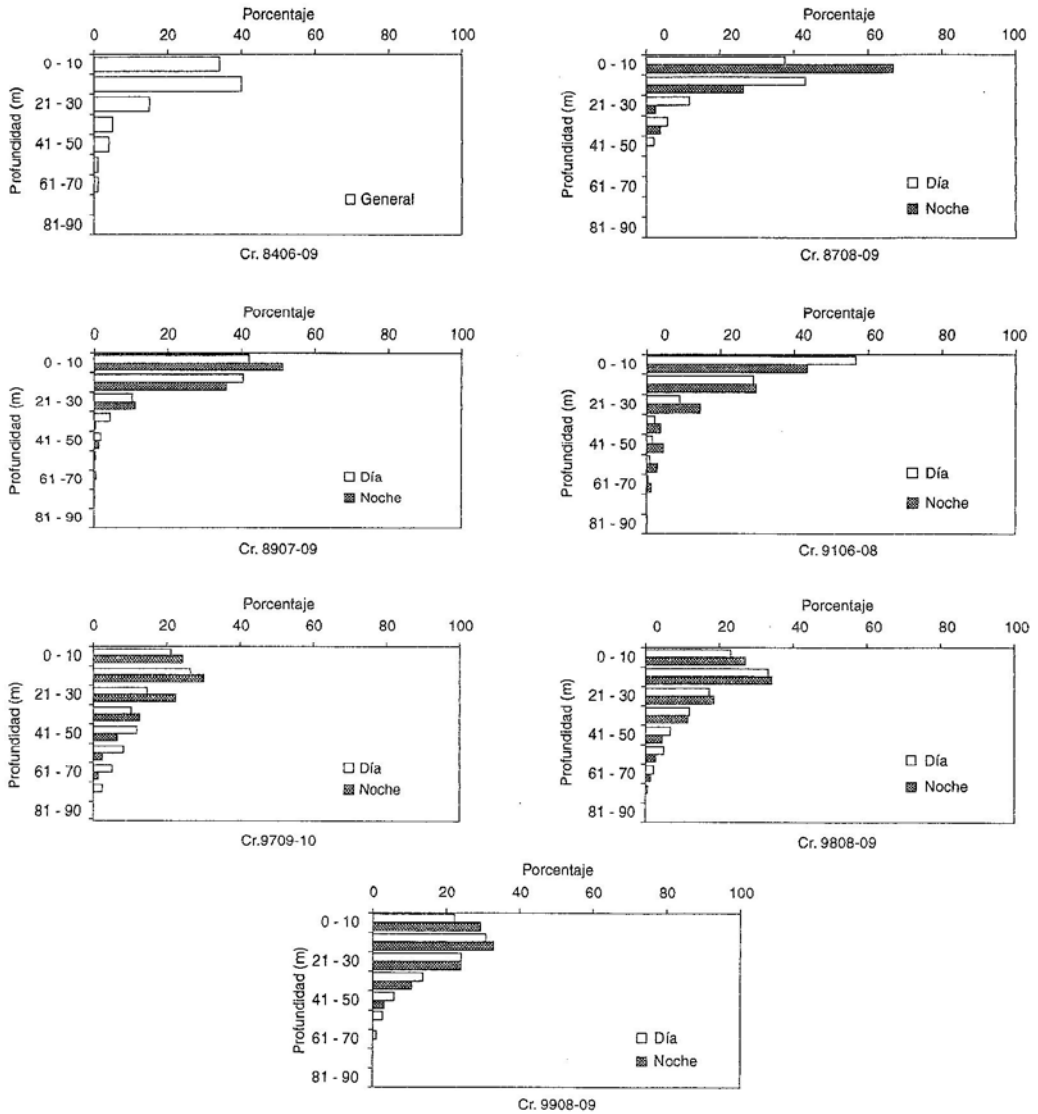 Porcentaje
0 20 40 60 80 100
Profundidad (m)
0 - 10
21 - 30
41 - 50
61 -70
81-90
General
Cr. 8406-09
Porcentaje
0 20 40 60 80 100
Profundidad (m)
0 - 10
21 - 30
41 - 50
61 -70
81 - 90
Día
Noche
Cr. 8708-09
Porcentaje
0 20 40 60 80 100
Profundidad (m)
0 - 10
21 - 30
41 - 50
61 -70
81 - 90
Día
Noche
Cr. 8907-09
Porcentaje
0 20 40 60 80 100
Profundidad (m)
0 - 10
21 - 30
41 - 50
61 -70
81 - 90
Día
Noche
Cr. 9106-08
Porcentaje
0 20 40 60 80 100
Profundidad (m)
0 - 10
21 - 30
41 - 50
61 - 70
81 - 90
Día
Noche
Cr.9709-10
Porcentaje
0 20 40 60 80 100
Profundidad (m)
0 - 10
21 - 30
41 - 50
61 - 70
81 - 90
Día
Noche
Cr. 9808-09
Porcentaje
0 20 40 60 80 100
Profundidad (m)
0 - 10
21 - 30
41 - 50
61 - 70
81 - 90
Día
Noche
Cr. 9908-09